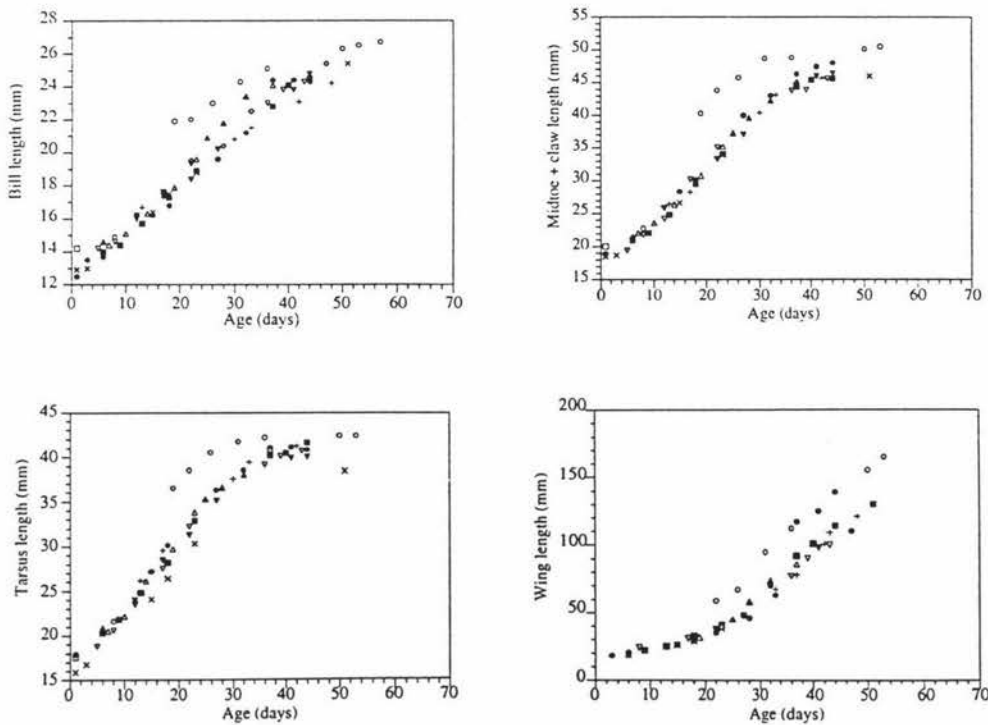 28
26
24
22
20
18
16
14
12
Bill length (mm)
0 10 20 30 40 50 60 70
Age (days)
55
50
45
40
35
30
25
20
15
Midtoe + claw length (mm)
0 10 20 30 40 50 60 70
Age (days)
45
40
35
30
25
20
15
Tarsus length (mm)
0 10 20 30 40 50 60 70
Age (days)
200
150
100
50
0
Wing length (mm)
0 10 20 30 40 50 60 70
Age (days)